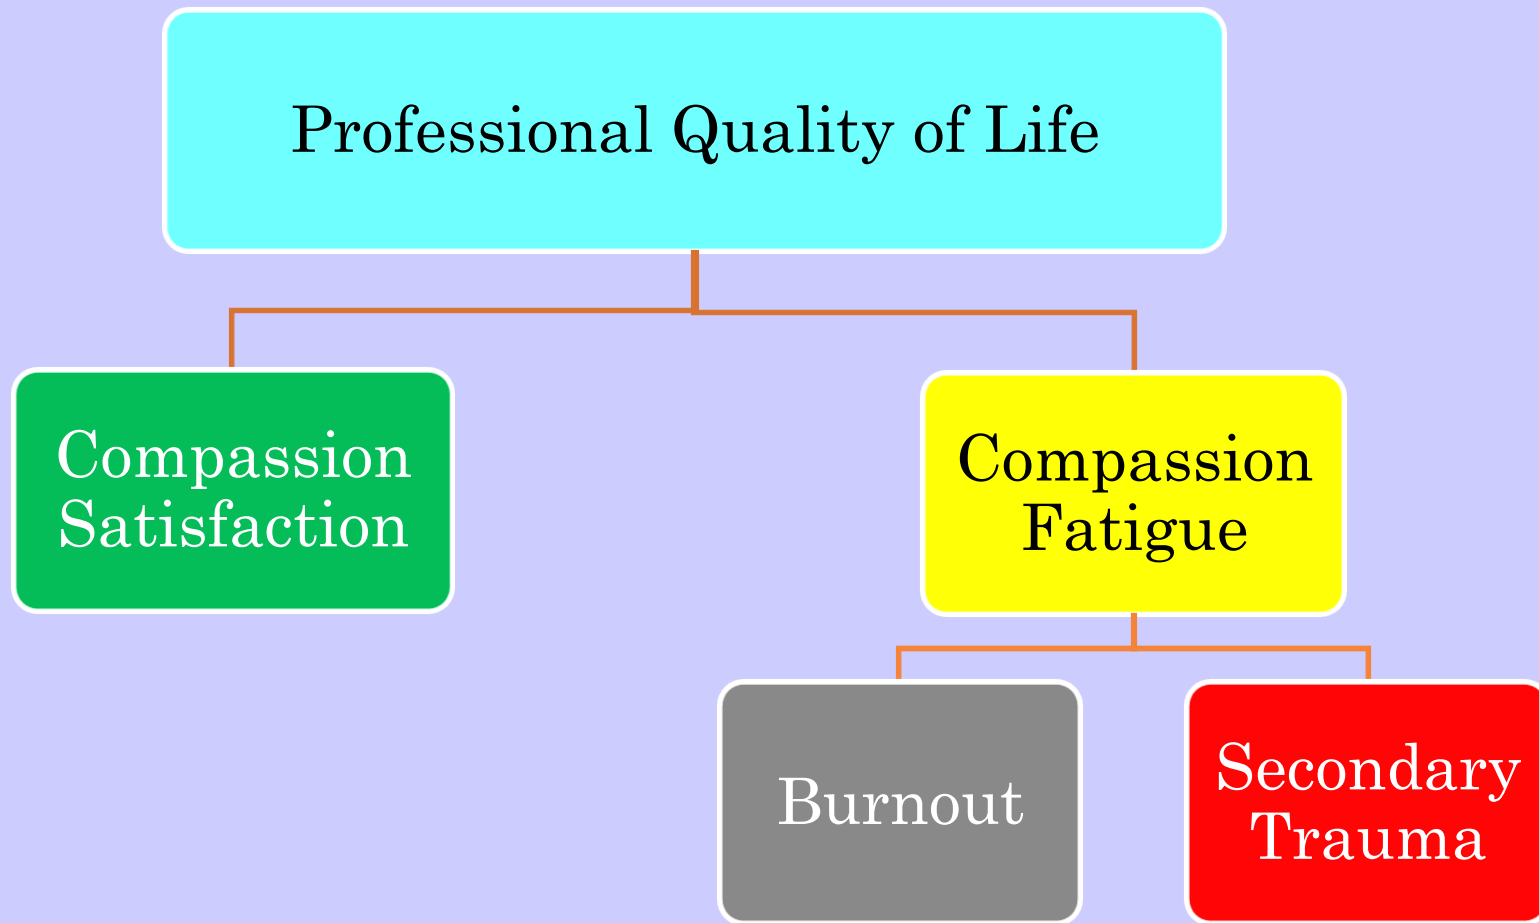 Professional Quality of Life
Compassion
Satisfaction
Compassion
Fatigue
Burnout
Secondary
Trauma